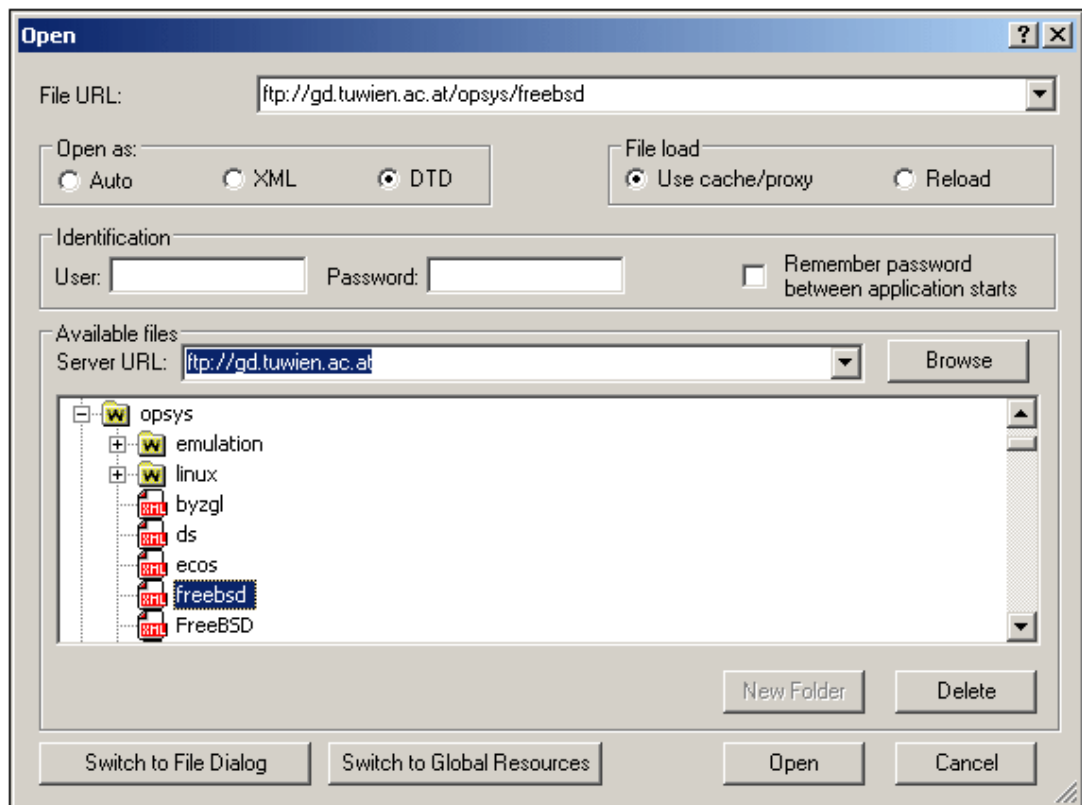 Open
File URL: ftp://gd.tuwien.ac.at/opsys/freebsd
Open as:
Auto XML DTD
File load
Use cache/proxy Reload
Identification
User: Password: Remember password
between application starts
Available files
Server URL: ftp://gd.tuwien.ac.at Browse
opsys
emulation
linux
byzgl
ds
ecos
freebsd
FreeBSD
New Folder Delete
Switch to File Dialog Switch to Global Resources Open Cancel